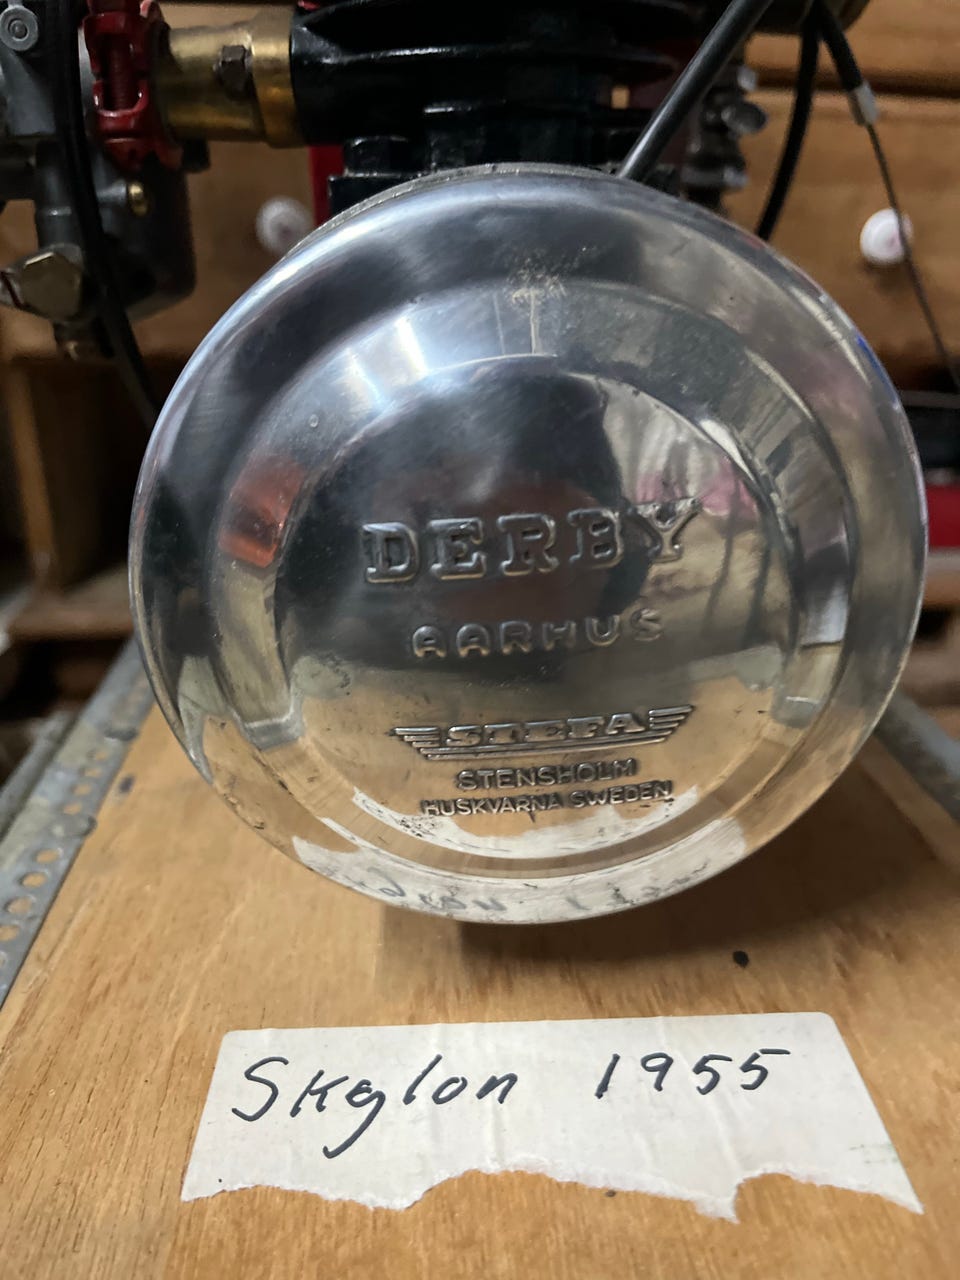 DERBY
AARHUS
STEFA
STENSHOLM
HUSKVARNA SWEDEN
Skylon 1955